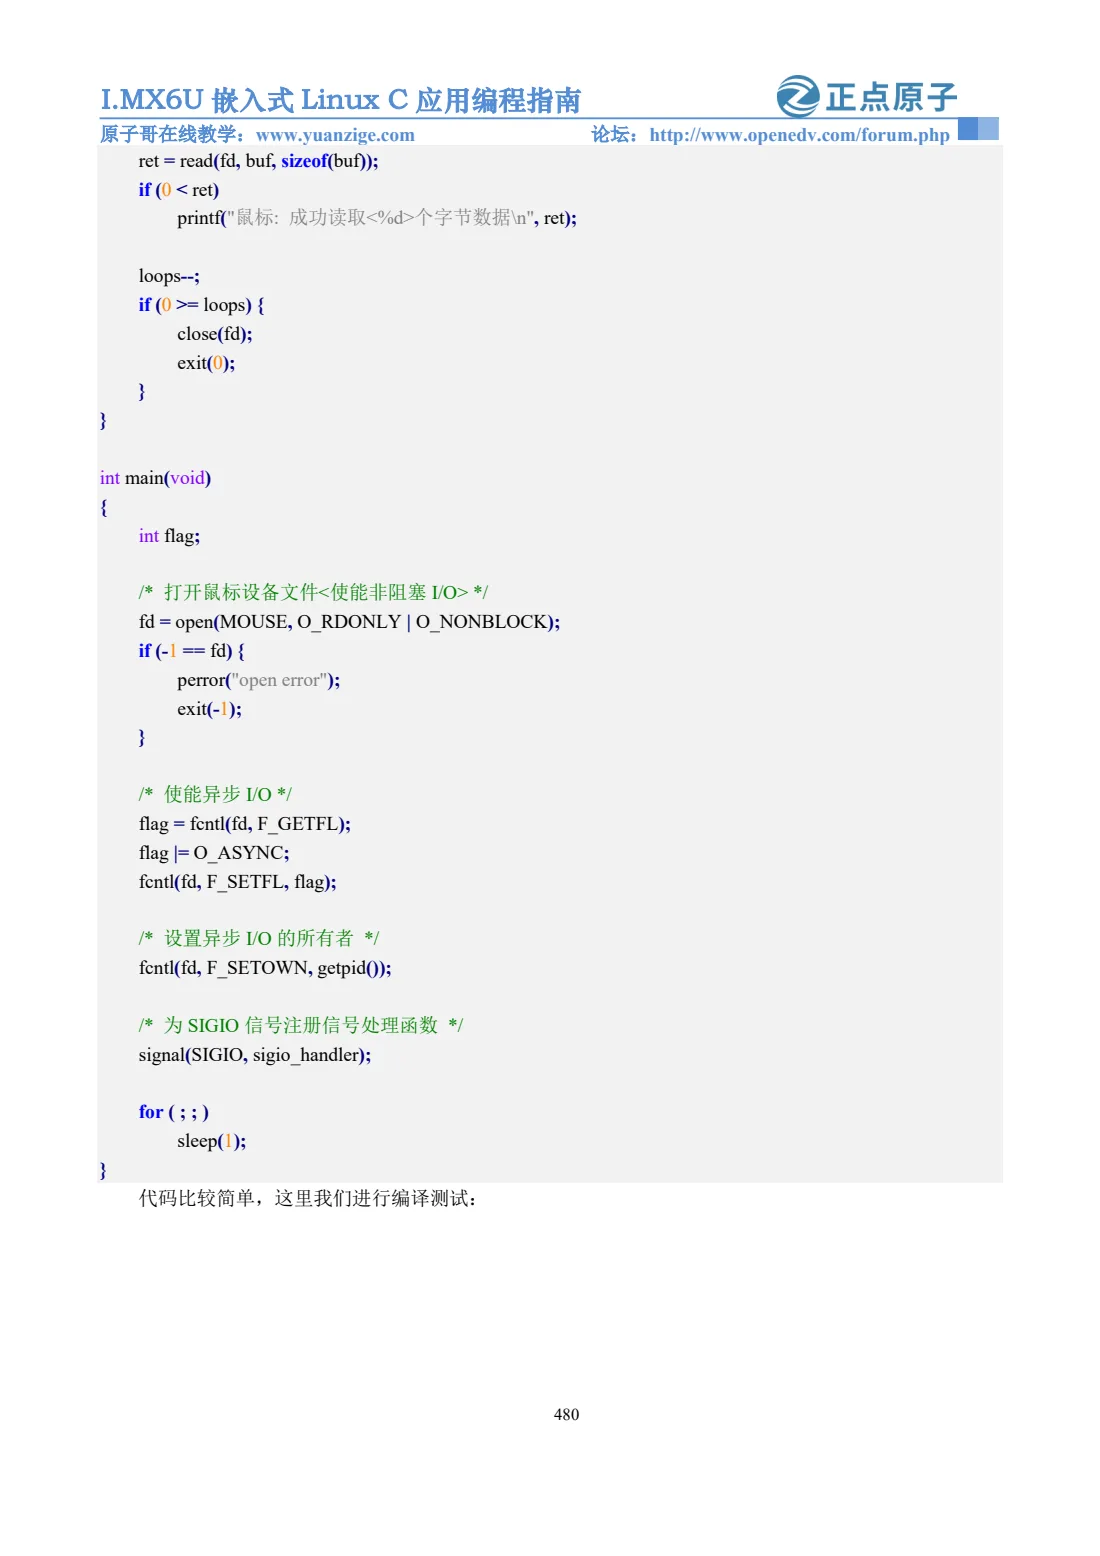 I.MX6U 嵌入式 Linux C 应用编程指南
正点原子
原子哥在线教学：www.yuanzige.com 论坛：http://www.openedv.com/forum.php
ret = read(fd, buf, sizeof(buf));
if (0 < ret)
printf("鼠标: 成功读取<%d>个字节数据\n", ret);
loops--;
if (0 >= loops) {
close(fd);
exit(0);
}
}
int main(void)
{
int flag;
/* 打开鼠标设备文件<使能非阻塞 I/O> */
fd = open(MOUSE, O_RDONLY | O_NONBLOCK);
if (-1 == fd) {
perror("open error");
exit(-1);
}
/* 使能异步 I/O */
flag = fcntl(fd, F_GETFL);
flag |= O_ASYNC;
fcntl(fd, F_SETFL, flag);
/* 设置异步 I/O 的所有者 */
fcntl(fd, F_SETOWN, getpid());
/* 为 SIGIO 信号注册信号处理函数 */
signal(SIGIO, sigio_handler);
for ( ; ; )
sleep(1);
}
代码比较简单，这里我们进行编译测试：
480